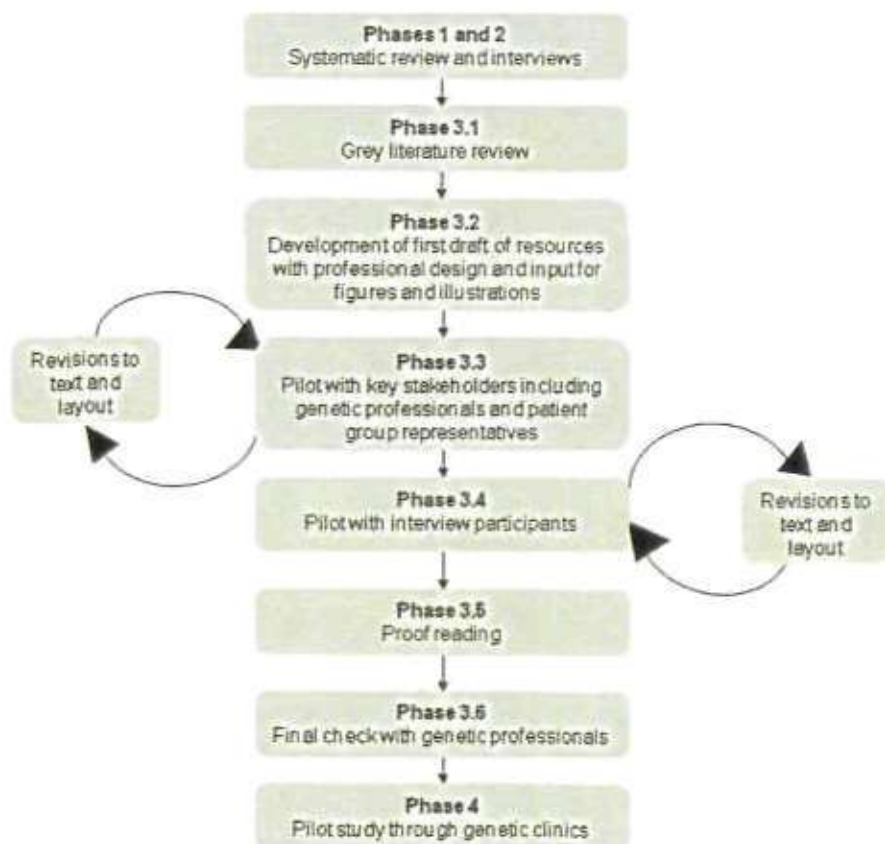 Phases 1 and 2
Systematic review and interviews
Phase 3.1
Grey literature review
Phase 3.2
Development of first draft of resources
with professional design and input for
figures and illustrations
Revisions to
text and
layout
Phase 3.3
Pilot with key stakeholders including
genetic professionals and patient
group representatives
Phase 3.4
Pilot with interview participants
Revisions to
text and
layout
Phase 3.5
Proof reading
Phase 3.6
Final check with genetic professionals
Phase 4
Pilot study through genetic clinics